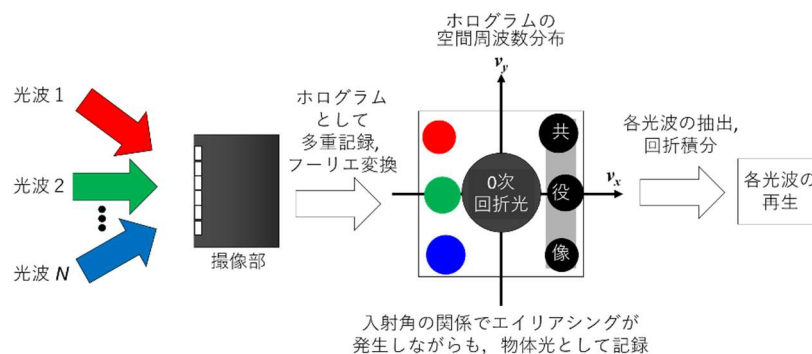 光波1
光波2
光波N
撮像部
ホログラム
として
多重記録,
フーリエ変換
ホログラムの
空間周波数分布
νy
νx
0次
回折光
共
役
像
入射角の関係でエイリアシングが
発生しながらも，物体光として記録
各光波の抽出,
回折積分
各光波の
再生